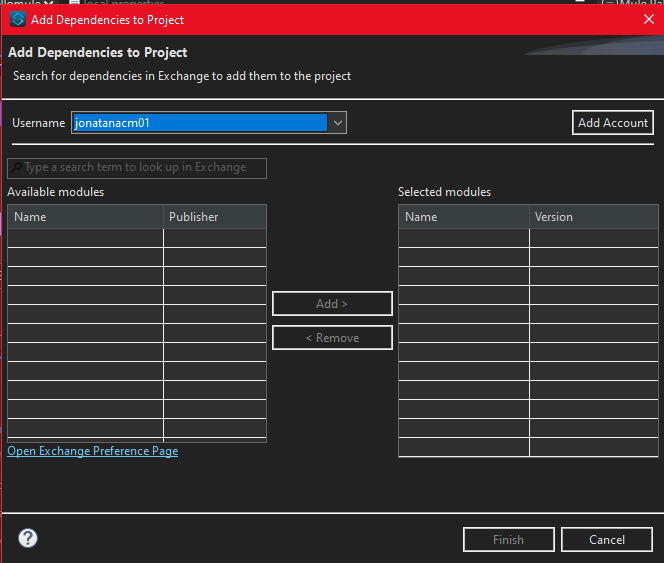 local.properties
Add Dependencies to Project
Add Dependencies to Project
Search for dependencies in Exchange to add them to the project
Username jonatanacm01 Add Account
Type a search term to look up in Exchange
Available modules Selected modules
Name Publisher Name Version
Add >
< Remove
Open Exchange Preference Page
? Finish Cancel